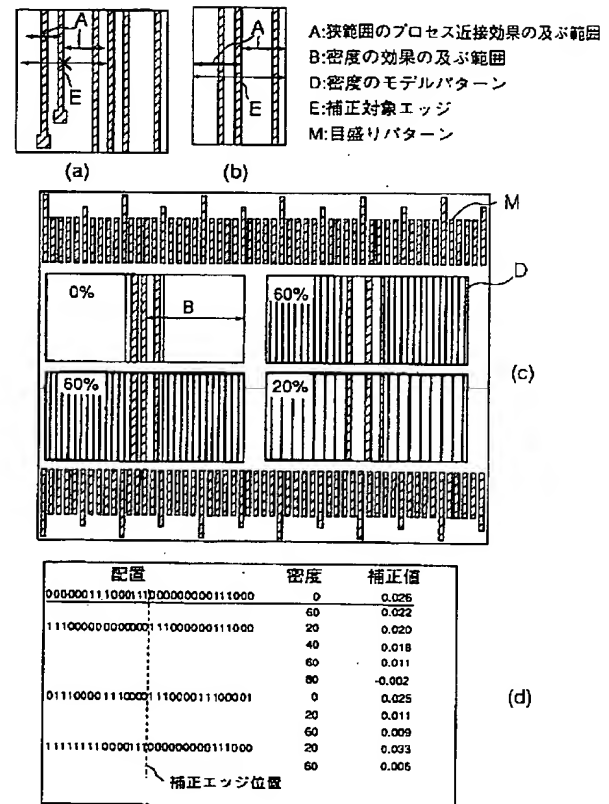 A
E
(a)
A
E
(b)
A:狭範囲のプロセス近接効果の及ぶ範囲
B:密度の効果の及ぶ範囲
D:密度のモデルパターン
E:補正対象エッジ
M:目盛りパターン
M
0%
B
60%
D
60%
20%
(c)
配置 密度 補正値
0 0.026
60 0.022
20 0.020
40 0.018
60 0.011
80 -0.002
0 0.025
20 0.011
60 0.009
20 0.033
60 0.006
補正エッジ位置
(d)